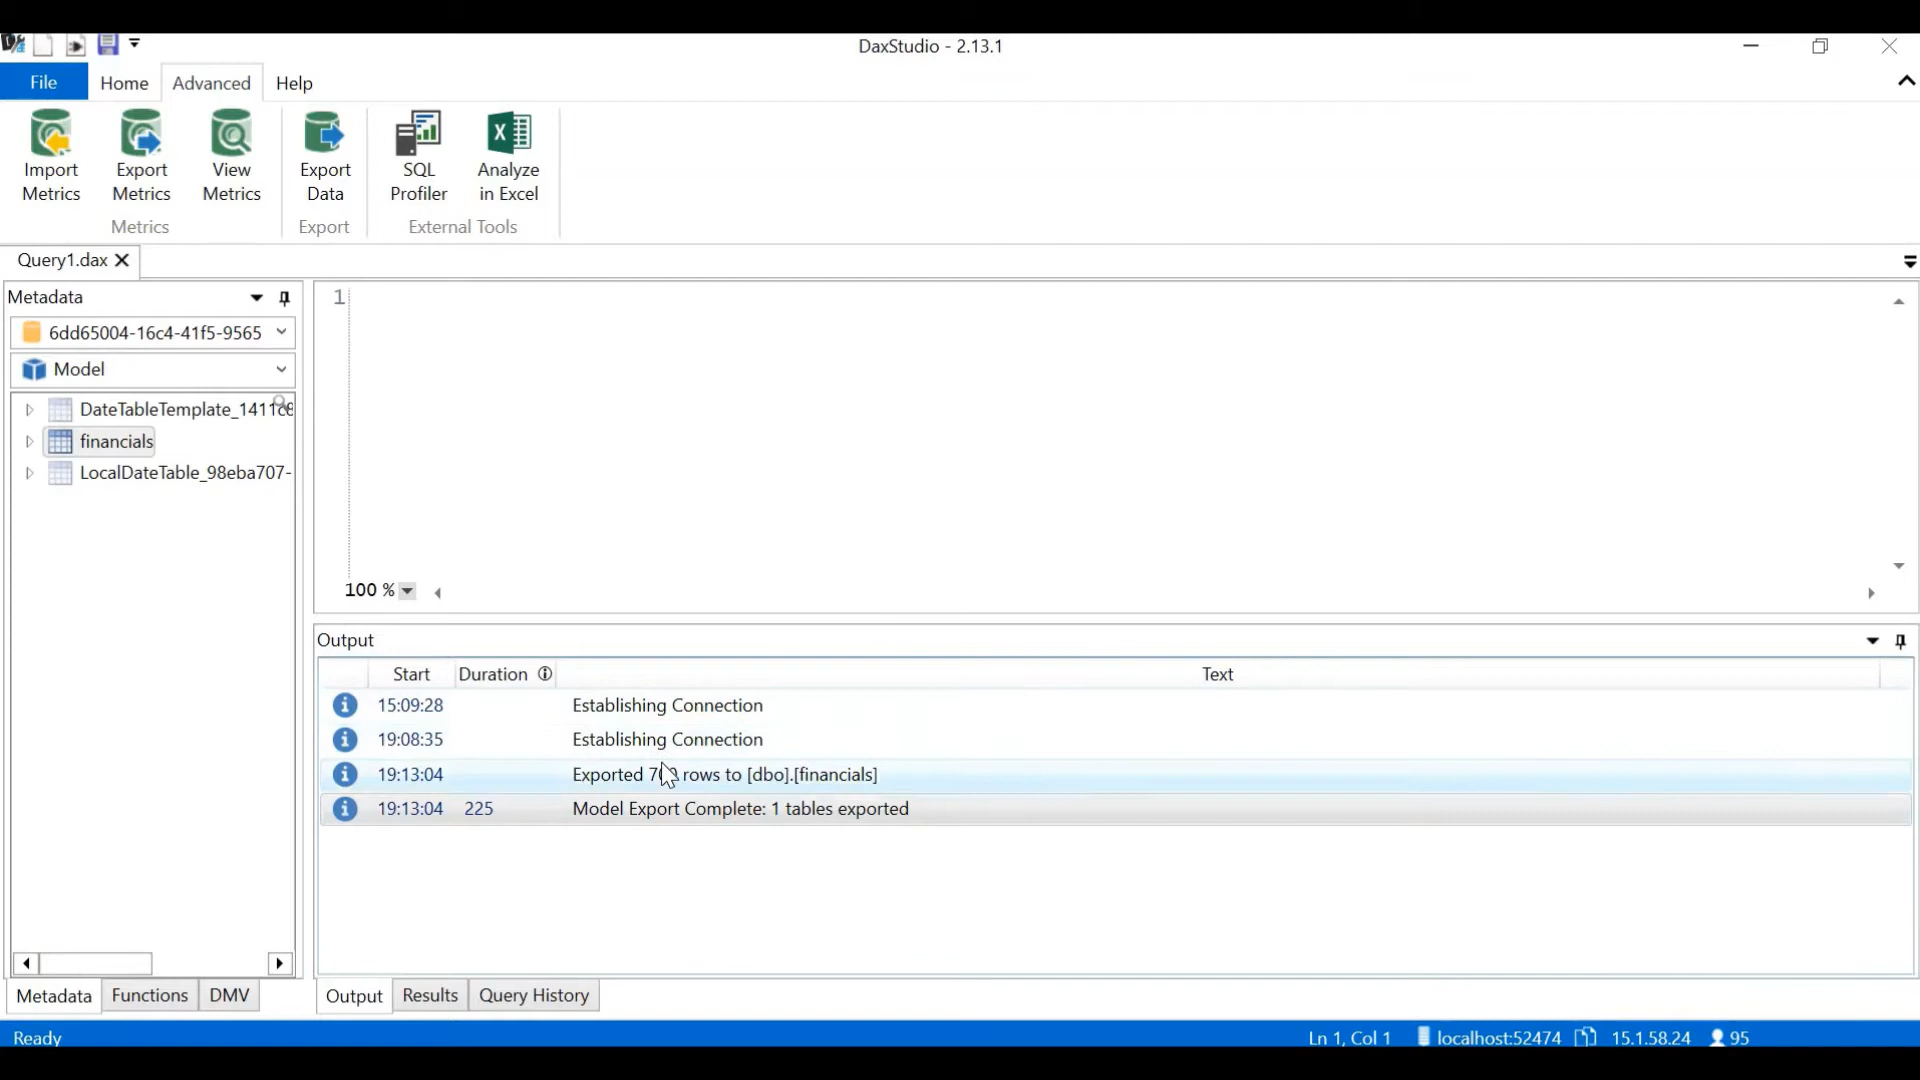 DaxStudio - 2.13.1
File Home Advanced Help
Import Metrics
Export Metrics
View Metrics
Export Data
SQL Profiler
Analyze in Excel
Metrics Export External Tools
Query1.dax
Metadata
6dd65004-16c4-41f5-9565
Model
DateTableTemplate_1411c
financials
LocalDateTable_98eba707-
1
100 %
Output
Start Duration Text
15:09:28 Establishing Connection
19:08:35 Establishing Connection
19:13:04 Exported rows to [dbo].[financials]
19:13:04 225 Model Export Complete: 1 tables exported
Metadata Functions DMV
Output Results Query History
Ready Ln 1, Col 1 localhost:52474 15.1.58.24 95